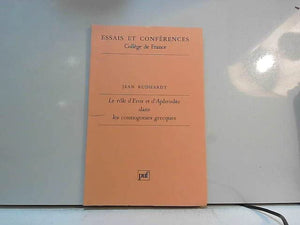 ESSAIS ET CONFÉRENCES
Collège de France
JEAN RUDHARDT
Le rôle d'Eros et d'Aphrodite
dans
les cosmogonies grecques
puf